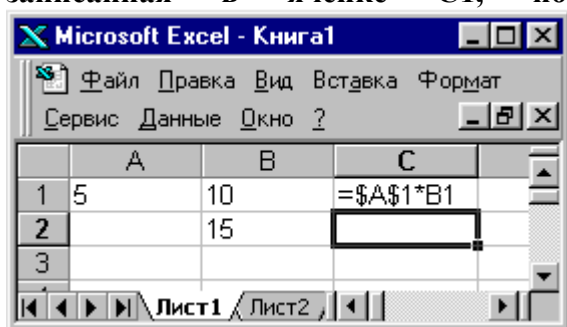 записанная в ячейке С1, по
Microsoft Excel - Книга1
Файл Правка Вид Вставка Формат
Сервис Данные Окно ?
A B C
1 5 10 =$A$1*B1
2 15
3
Лист1 Лист2